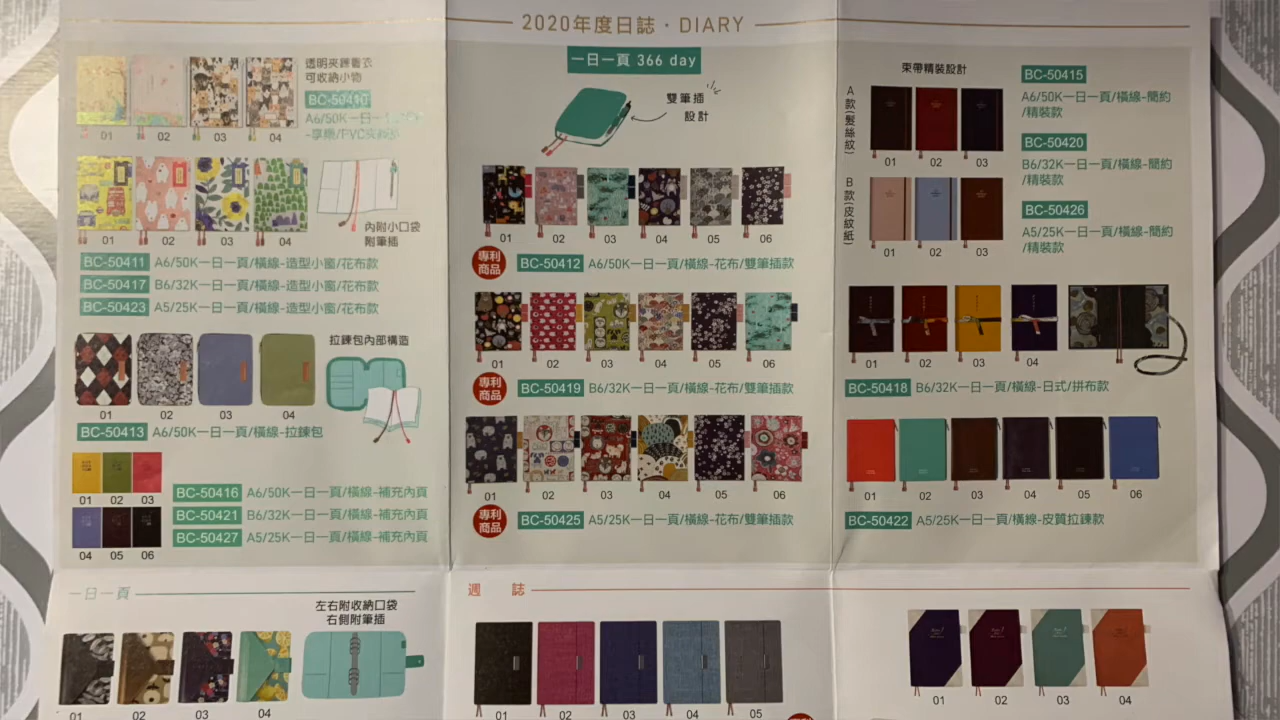 2020年度日誌·DIARY
透明夾鍊書衣
可收納小物
BC-50410
A6/50K一日一
01 02 03 04
01 02 03 04
內附小口袋
附筆插
BC-50411 A6/50K一日一頁/橫線-造型小窗/花布款
BC-50417 B6/32K一日一頁/橫線-造型小窗/花布款
BC-50423 A5/25K一日一頁/橫線-造型小窗/花布款
拉鍊包內部構造
01 02 03 04
BC-50413 A6/50K一日一頁/橫線-拉鍊包
01 02 03
04 05 06
BC-50416 A6/50K一日一頁/橫線-補充內頁
BC-50421 B6/32K一日一頁/橫線-補充內頁
BC-50427 A5/25K一日一頁/橫線-補充內頁
一日一頁 366 day
雙筆插
設計
01 02 03 04 05 06
專利
商品
BC-50412 A6/50K一日一頁/橫線-花布/雙筆插款
01 02 03 04 05 06
專利
商品
BC-50419 B6/32K一日一頁/橫線-花布/雙筆插款
01 02 03 04 05 06
專利
商品
BC-50425 A5/25K一日一頁/橫線-花布/雙筆插款
束帶精裝設計
A款(髮絲紋)
01 02 03
B款(皮紋紙)
01 02 03
BC-50415
A6/50K一日一頁/橫線-簡約
/精裝款
BC-50420
B6/32K一日一頁/橫線-簡約
/精裝款
BC-50426
A5/25K一日一頁/橫線-簡約
/精裝款
01 02 03 04
BC-50418 B6/32K一日一頁/橫線-日式/拼布款
01 02 03 04 05 06
BC-50422 A5/25K一日一頁/橫線-皮質拉鍊款
一日一頁
左右附收納口袋
右側附筆插
01 02 03 04
週 誌
01 02 03 04 05
01 02 03 04